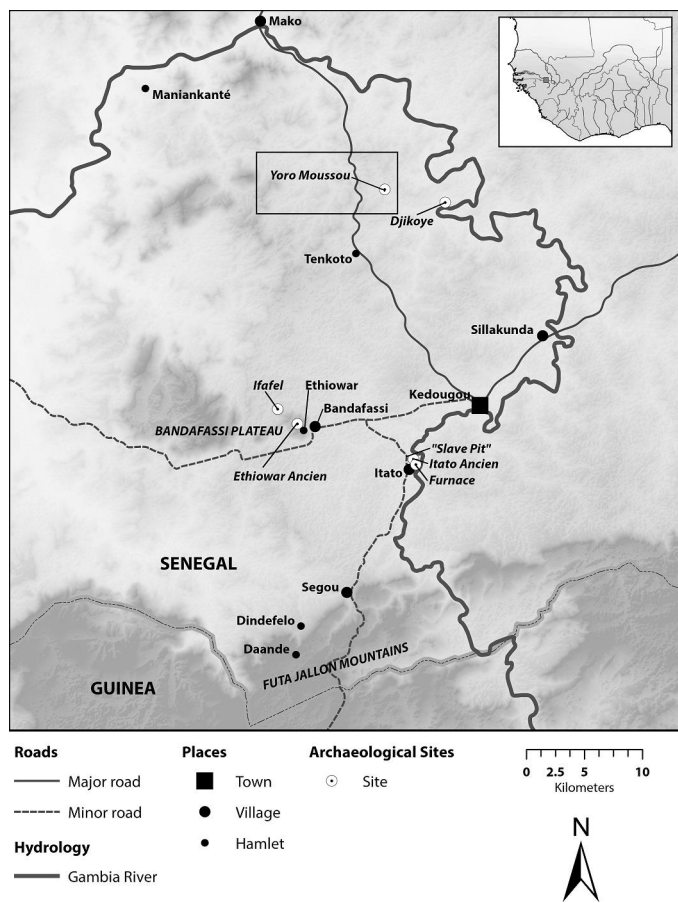 Mako
Maniankanté
Yoro Moussou
Djikoye
Tenkoto
Sillakunda
Ifafel
Ethiowar
Kedougou
Bandafassi
BANDAFASSI PLATEAU
"Slave Pit"
Ethiowar Ancien
Itato Ancien
Itato
Furnace
SENEGAL
Segou
Dindefelo
Daande
FUTA JALLON MOUNTAINS
GUINEA
Roads
Major road
Minor road
Hydrology
Gambia River
Places
Town
Village
Hamlet
Archaeological Sites
Site
0 2.5 5 10
Kilometers
N